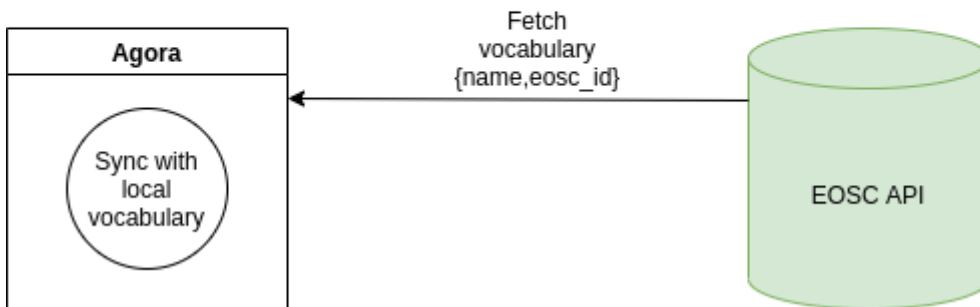 Agora
Sync with
local
vocabulary
Fetch
vocabulary
{name,eosc_id}
EOSC API